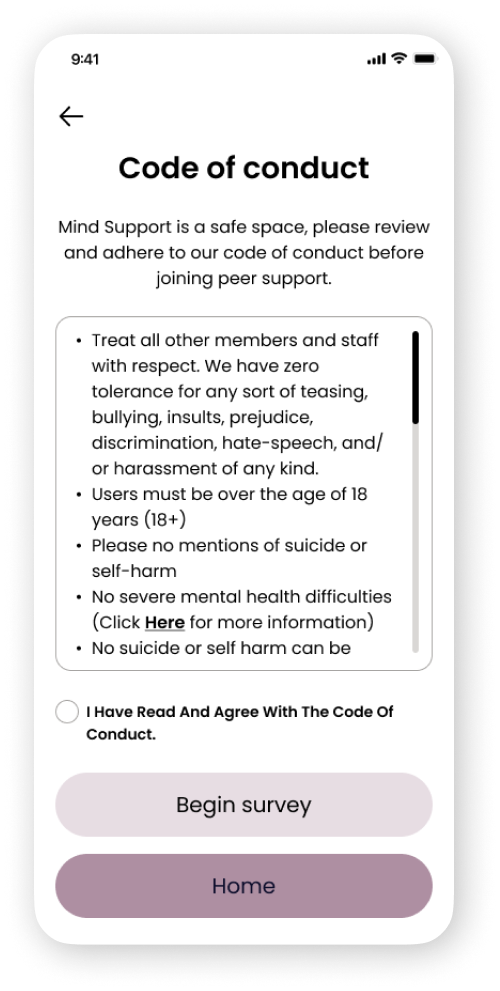 9:41
Code of conduct
Mind Support is a safe space, please review
and adhere to our code of conduct before
joining peer support.
• Treat all other members and staff
with respect. We have zero
tolerance for any sort of teasing,
bullying, insults, prejudice,
discrimination, hate-speech, and/
or harassment of any kind.
• Users must be over the age of 18
years (18+)
• Please no mentions of suicide or
self-harm
• No severe mental health difficulties
(Click Here for more information)
• No suicide or self harm can be
I Have Read And Agree With The Code Of
Conduct.
Begin survey
Home